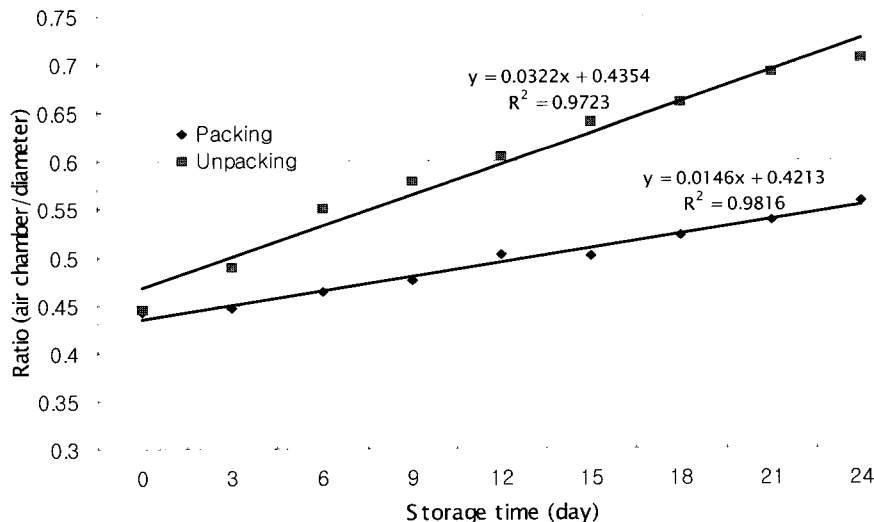 0.75
0.7
0.65
0.6
0.55
0.5
0.45
0.4
0.35
0.3
Ratio (air chamber/diameter)
Packing
Unpacking
y = 0.0322x + 0.4354
R² = 0.9723
y = 0.0146x + 0.4213
R² = 0.9816
0 3 6 9 12 15 18 21 24
Storage time (day)